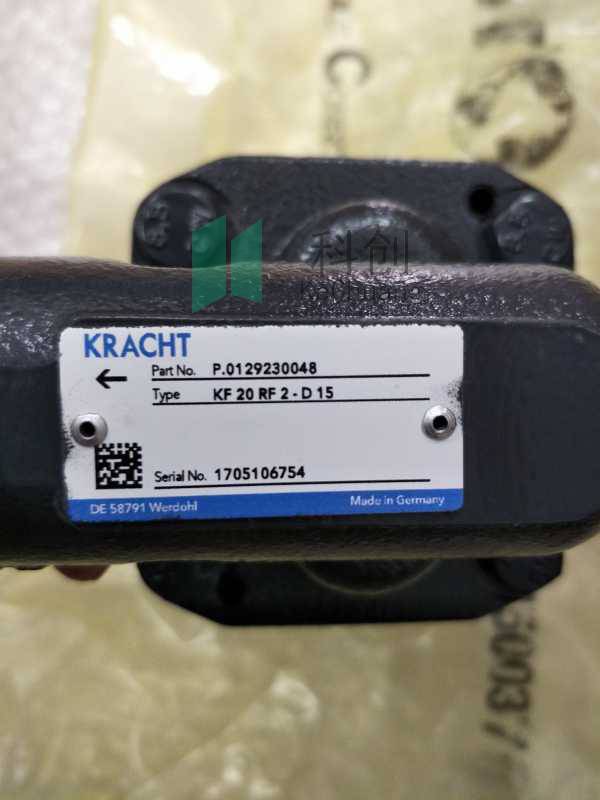 科创
KeChuang
KRACHT
Part No. P.0129230048
Type KF 20 RF 2 - D 15
Serial No. 1705106754
DE 58791 Werdohl
Made in Germany